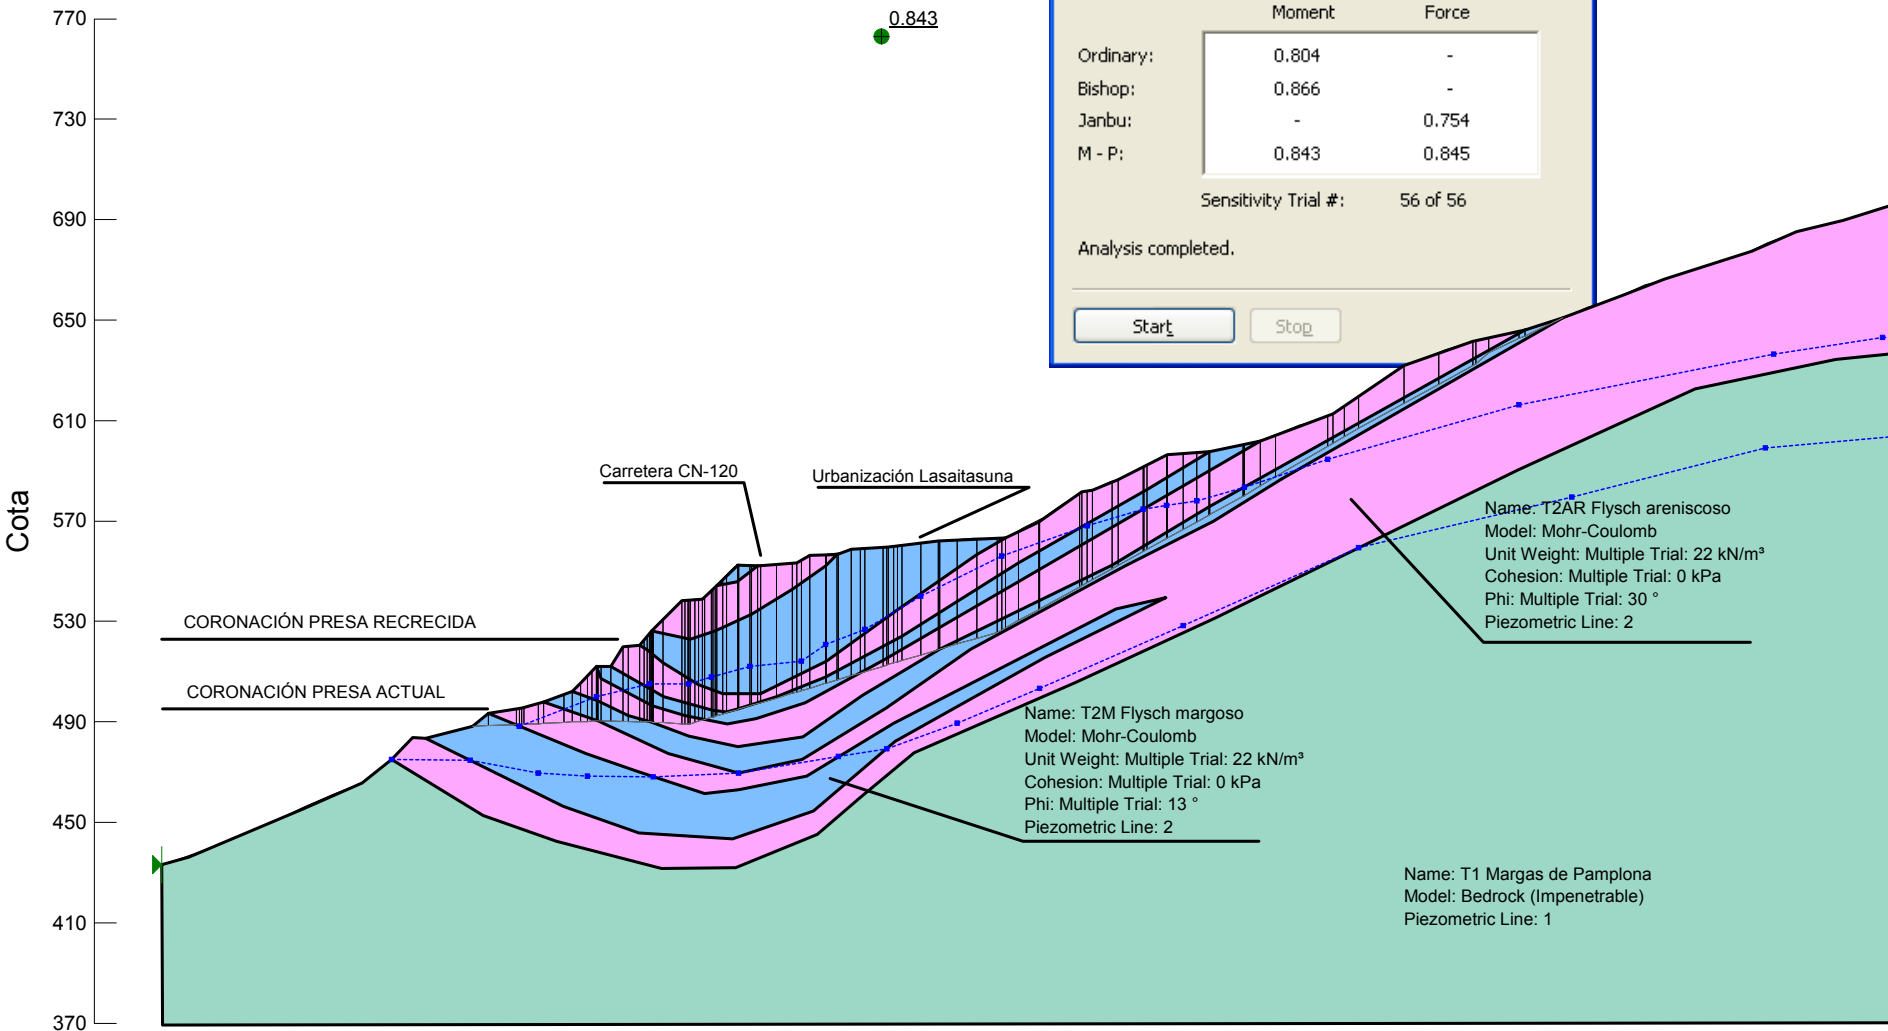 770
730
690
650
610
570
530
490
450
410
370
Cota
0.843
Moment Force
Ordinary: 0.804 -
Bishop: 0.866 -
Janbu: - 0.754
M - P: 0.843 0.845
Sensitivity Trial #: 56 of 56
Analysis completed.
Start Stop
Carretera CN-120
Urbanización Lasaitasuna
CORONACIÓN PRESA RECRECIDA
CORONACIÓN PRESA ACTUAL
Name: T2AR Flysch areniscoso
Model: Mohr-Coulomb
Unit Weight: Multiple Trial: 22 kN/m³
Cohesion: Multiple Trial: 0 kPa
Phi: Multiple Trial: 30 °
Piezometric Line: 2
Name: T2M Flysch margoso
Model: Mohr-Coulomb
Unit Weight: Multiple Trial: 22 kN/m³
Cohesion: Multiple Trial: 0 kPa
Phi: Multiple Trial: 13 °
Piezometric Line: 2
Name: T1 Margas de Pamplona
Model: Bedrock (Impenetrable)
Piezometric Line: 1